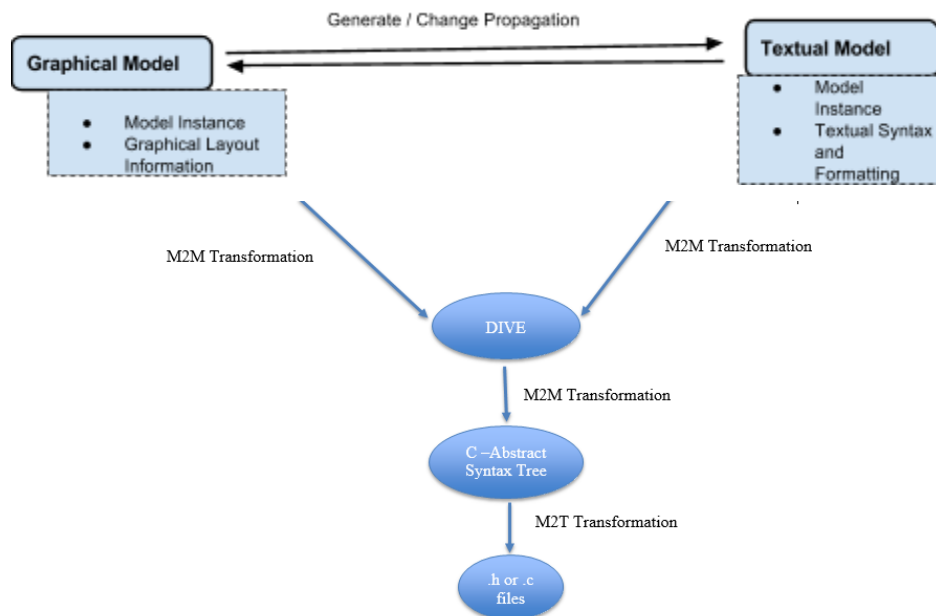 Generate / Change Propagation
Graphical Model
Textual Model
● Model Instance
● Graphical Layout
Information
● Model
Instance
● Textual Syntax
and
Formatting
M2M Transformation
M2M Transformation
DIVE
M2M Transformation
C –Abstract
Syntax Tree
M2T Transformation
.h or .c
files